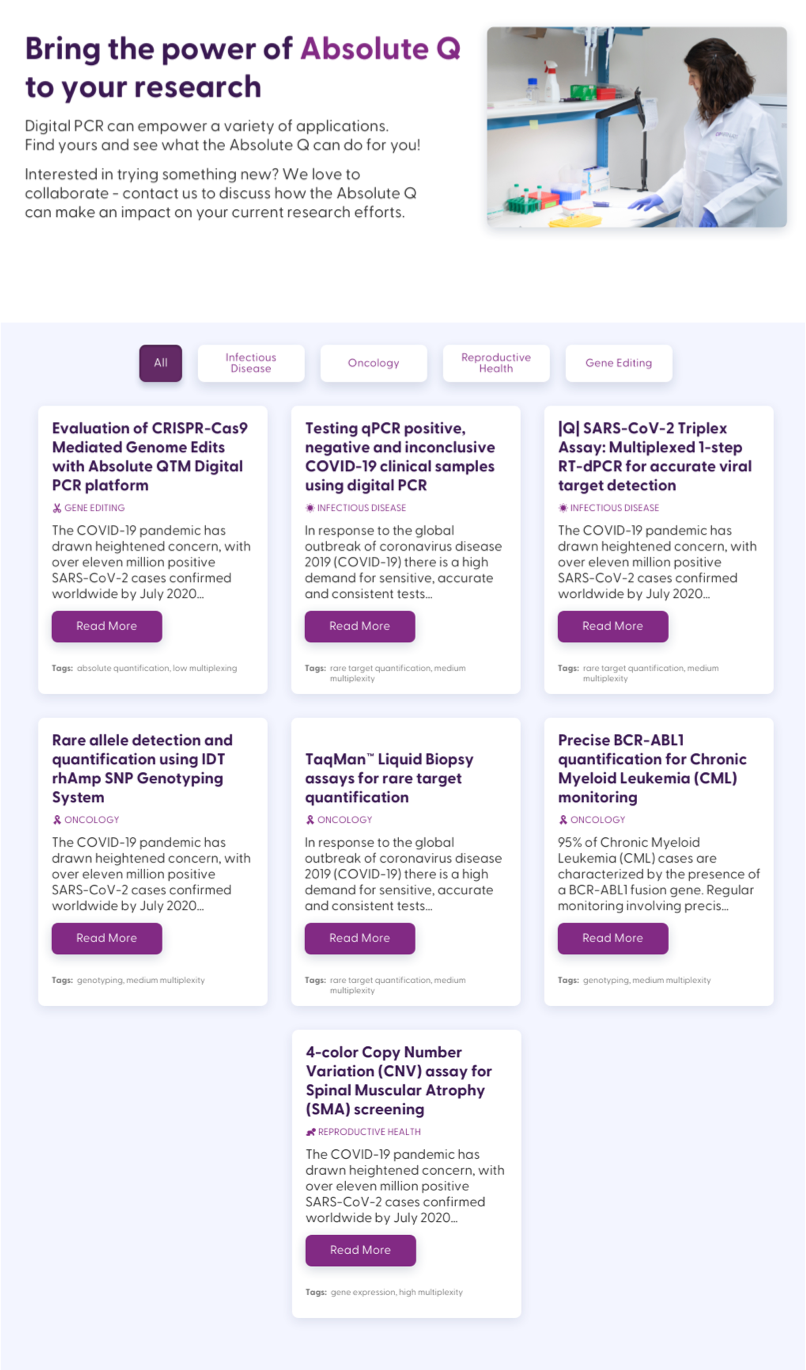 Bring the power of Absolute Q
to your research
Digital PCR can empower a variety of applications.
Find yours and see what the Absolute Q can do for you!
Interested in trying something new? We love to
collaborate - contact us to discuss how the Absolute Q
can make an impact on your current research efforts.
All
Infectious
Disease
Oncology
Reproductive
Health
Gene Editing
Evaluation of CRISPR-Cas9
Mediated Genome Edits
with Absolute QTM Digital
PCR platform
GENE EDITING
The COVID-19 pandemic has
drawn heightened concern, with
over eleven million positive
SARS-CoV-2 cases confirmed
worldwide by July 2020...
Read More
Tags: absolute quantification, low multiplexing
Testing qPCR positive,
negative and inconclusive
COVID-19 clinical samples
using digital PCR
INFECTIOUS DISEASE
In response to the global
outbreak of coronavirus disease
2019 (COVID-19) there is a high
demand for sensitive, accurate
and consistent tests...
Read More
Tags: rare target quantification, medium
multiplexity
|Q| SARS-CoV-2 Triplex
Assay: Multiplexed 1-step
RT-dPCR for accurate viral
target detection
INFECTIOUS DISEASE
The COVID-19 pandemic has
drawn heightened concern, with
over eleven million positive
SARS-CoV-2 cases confirmed
worldwide by July 2020...
Read More
Tags: rare target quantification, medium
multiplexity
Rare allele detection and
quantification using IDT
rhAmp SNP Genotyping
System
ONCOLOGY
The COVID-19 pandemic has
drawn heightened concern, with
over eleven million positive
SARS-CoV-2 cases confirmed
worldwide by July 2020...
Read More
Tags: genotyping, medium multiplexity
TaqMan™ Liquid Biopsy
assays for rare target
quantification
ONCOLOGY
In response to the global
outbreak of coronavirus disease
2019 (COVID-19) there is a high
demand for sensitive, accurate
and consistent tests...
Read More
Tags: rare target quantification, medium
multiplexity
Precise BCR-ABL1
quantification for Chronic
Myeloid Leukemia (CML)
monitoring
ONCOLOGY
95% of Chronic Myeloid
Leukemia (CML) cases are
characterized by the presence of
a BCR-ABL1 fusion gene. Regular
monitoring involving precis...
Read More
Tags: genotyping, medium multiplexity
4-color Copy Number
Variation (CNV) assay for
Spinal Muscular Atrophy
(SMA) screening
REPRODUCTIVE HEALTH
The COVID-19 pandemic has
drawn heightened concern, with
over eleven million positive
SARS-CoV-2 cases confirmed
worldwide by July 2020...
Read More
Tags: gene expression, high multiplexity